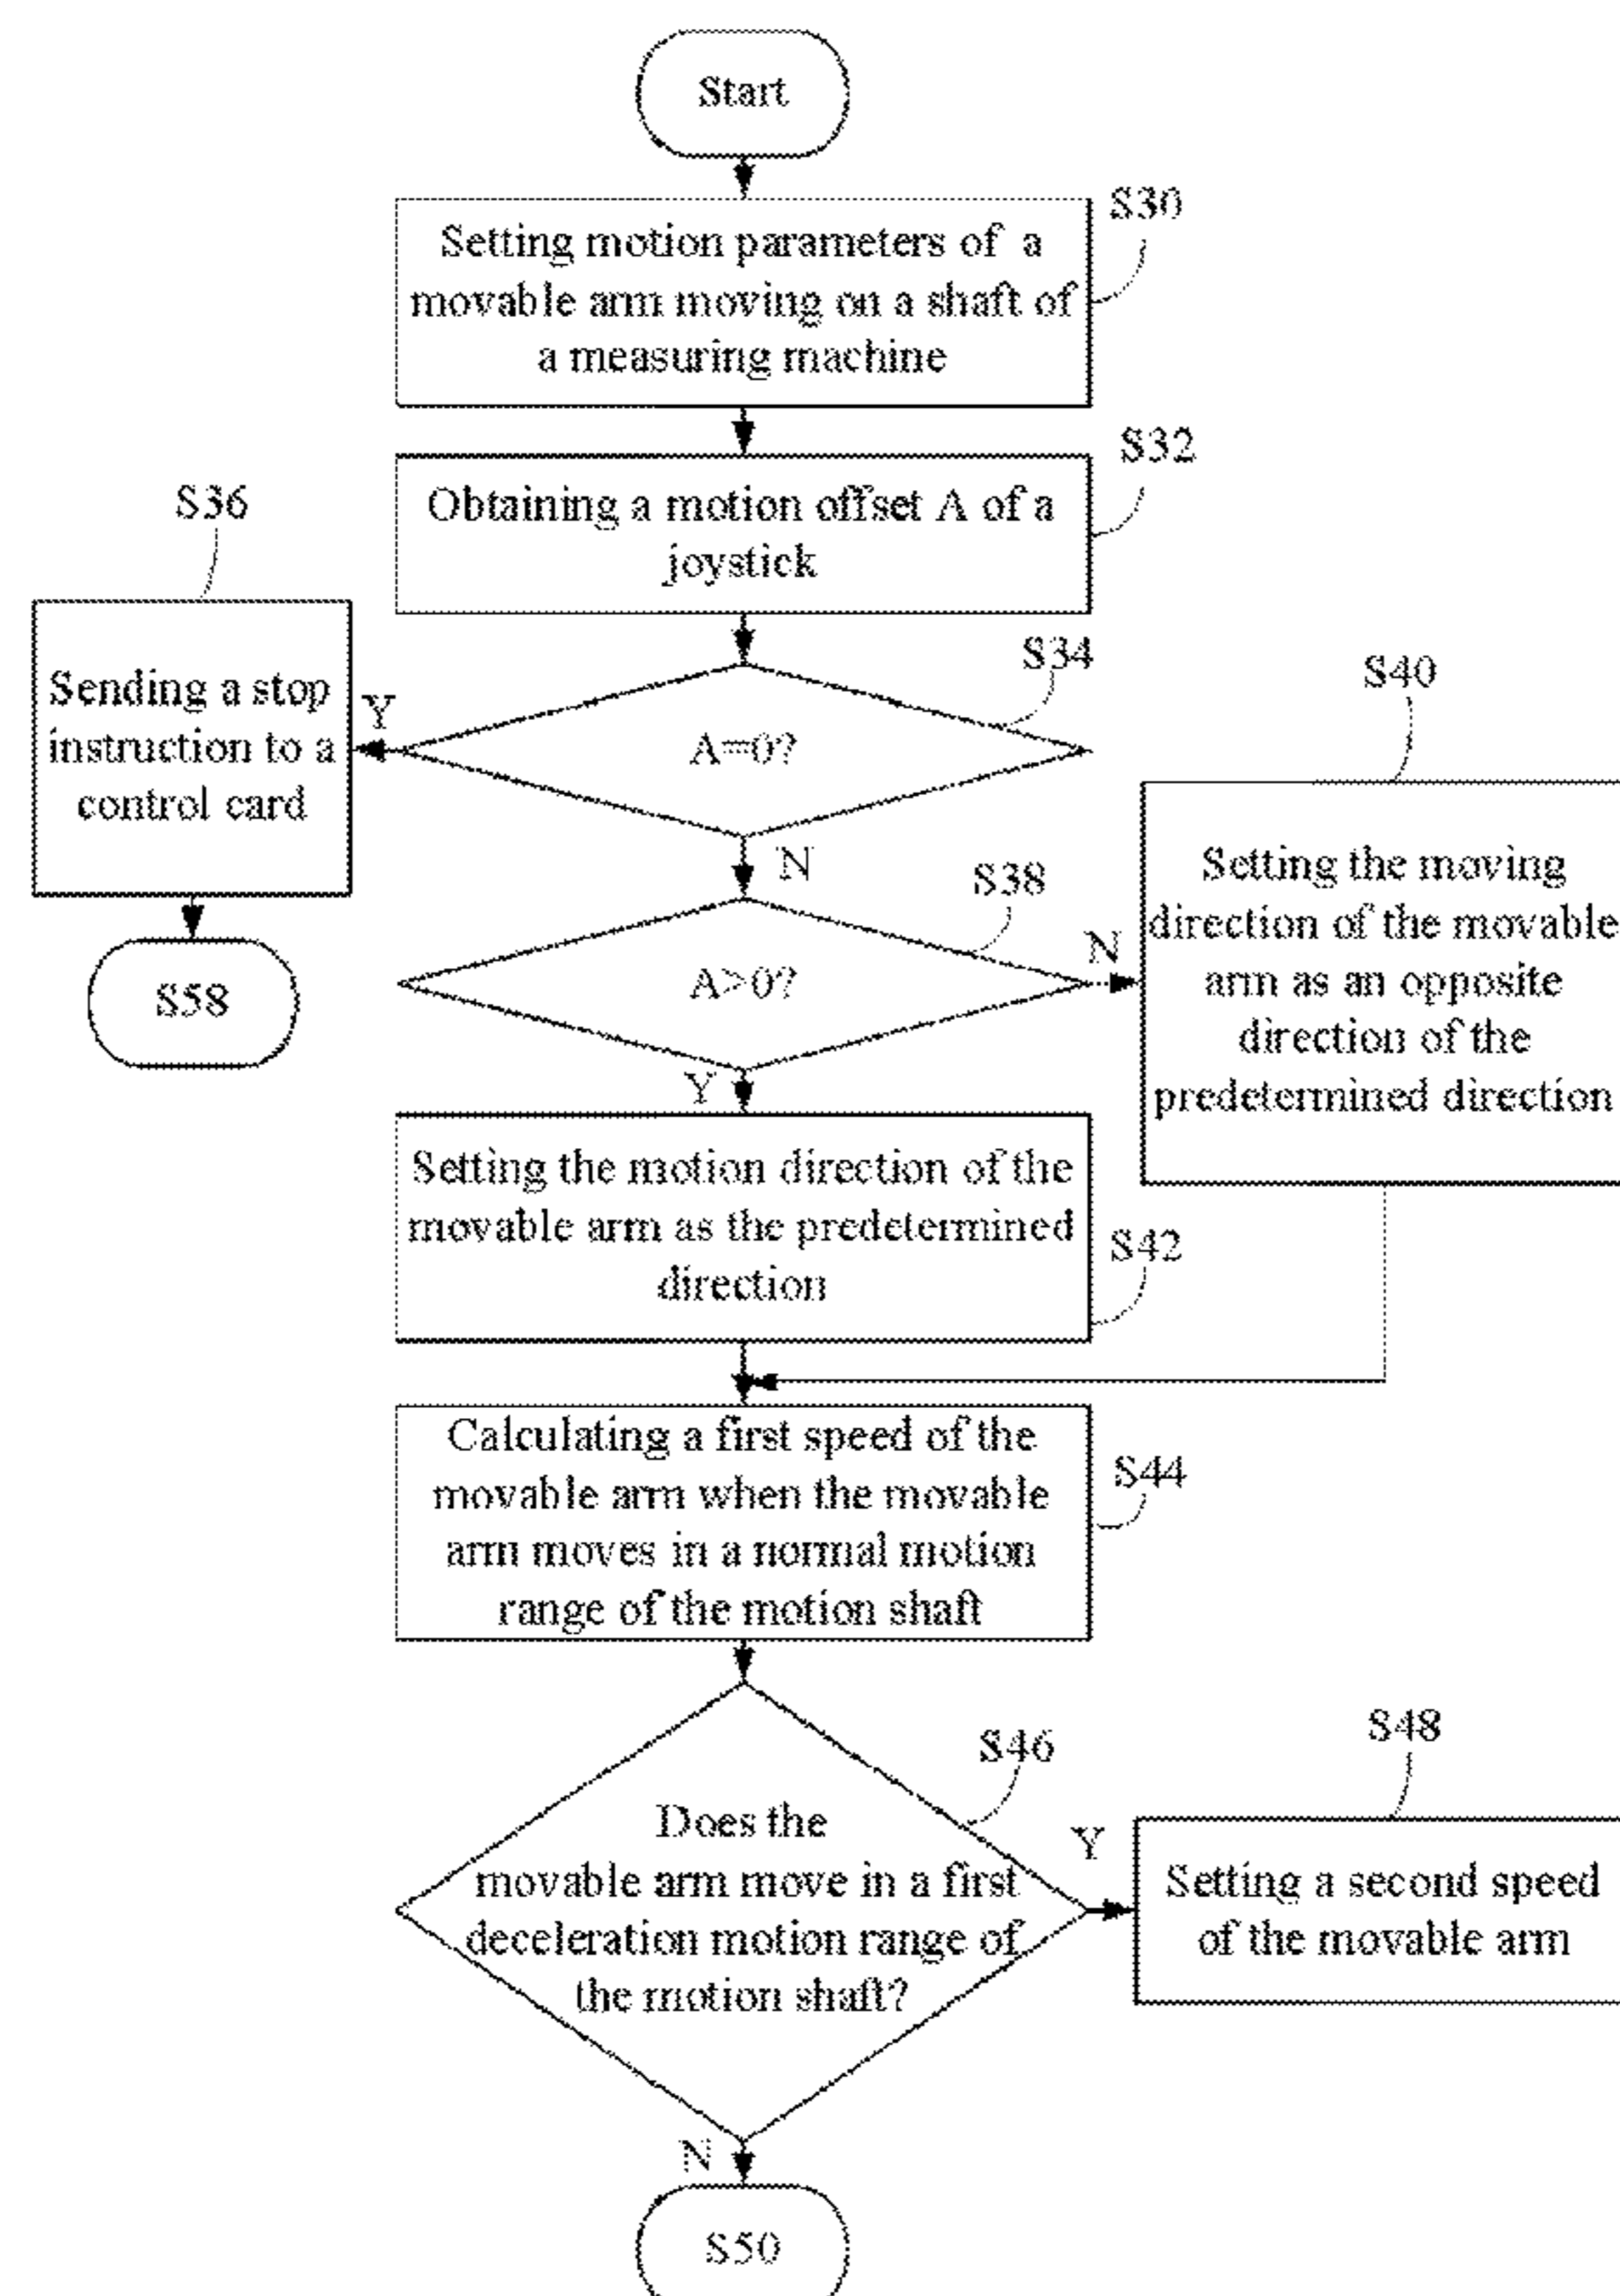 Start
S30
Setting motion parameters of a
movable arm moving on a shaft of
a measuring machine
S32
Obtaining a motion offset A of a
joystick
S36
Sending a stop
instruction to a
control card
S34
A=0?
Y
N
S58
S38
A>0?
N
Y
S40
Setting the moving
direction of the movable
arm as an opposite
direction of the
predetermined direction
Setting the motion direction of the
movable arm as the predetermined
direction
S42
Calculating a first speed of the
movable arm when the movable
arm moves in a normal motion
range of the motion shaft
S44
S46
Does the
movable arm move in a first
deceleration motion range of
the motion shaft?
Y
S48
Setting a second speed
of the movable arm
N
S50